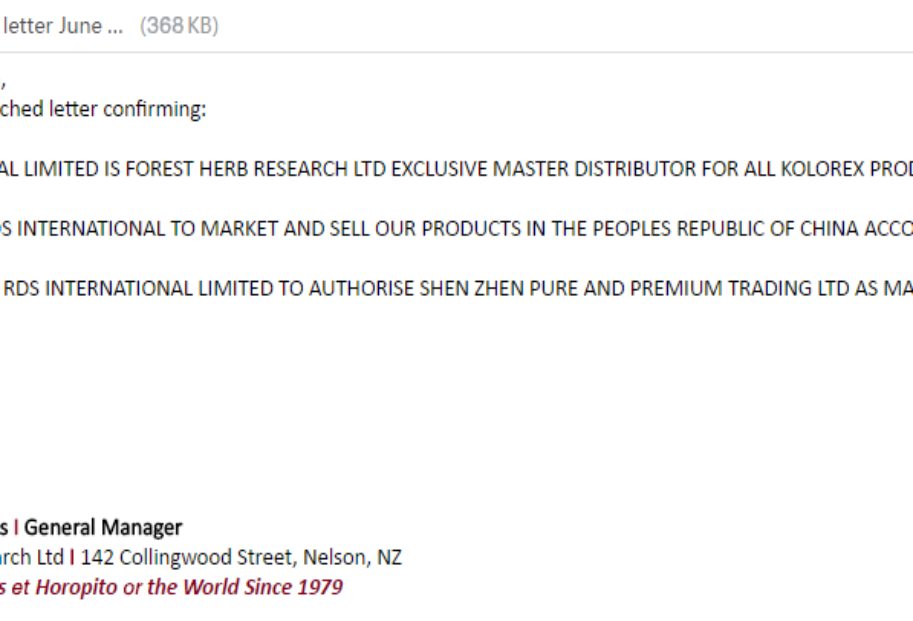 letter June ... (368 KB)
,
ched letter confirming:
AL LIMITED IS FOREST HERB RESEARCH LTD EXCLUSIVE MASTER DISTRIBUTOR FOR ALL KOLOREX PROD
S INTERNATIONAL TO MARKET AND SELL OUR PRODUCTS IN THE PEOPLES REPUBLIC OF CHINA ACCO
RDS INTERNATIONAL LIMITED TO AUTHORISE SHEN ZHEN PURE AND PREMIUM TRADING LTD AS MA
s I General Manager
arch Ltd I 142 Collingwood Street, Nelson, NZ
s et Horopito or the World Since 1979